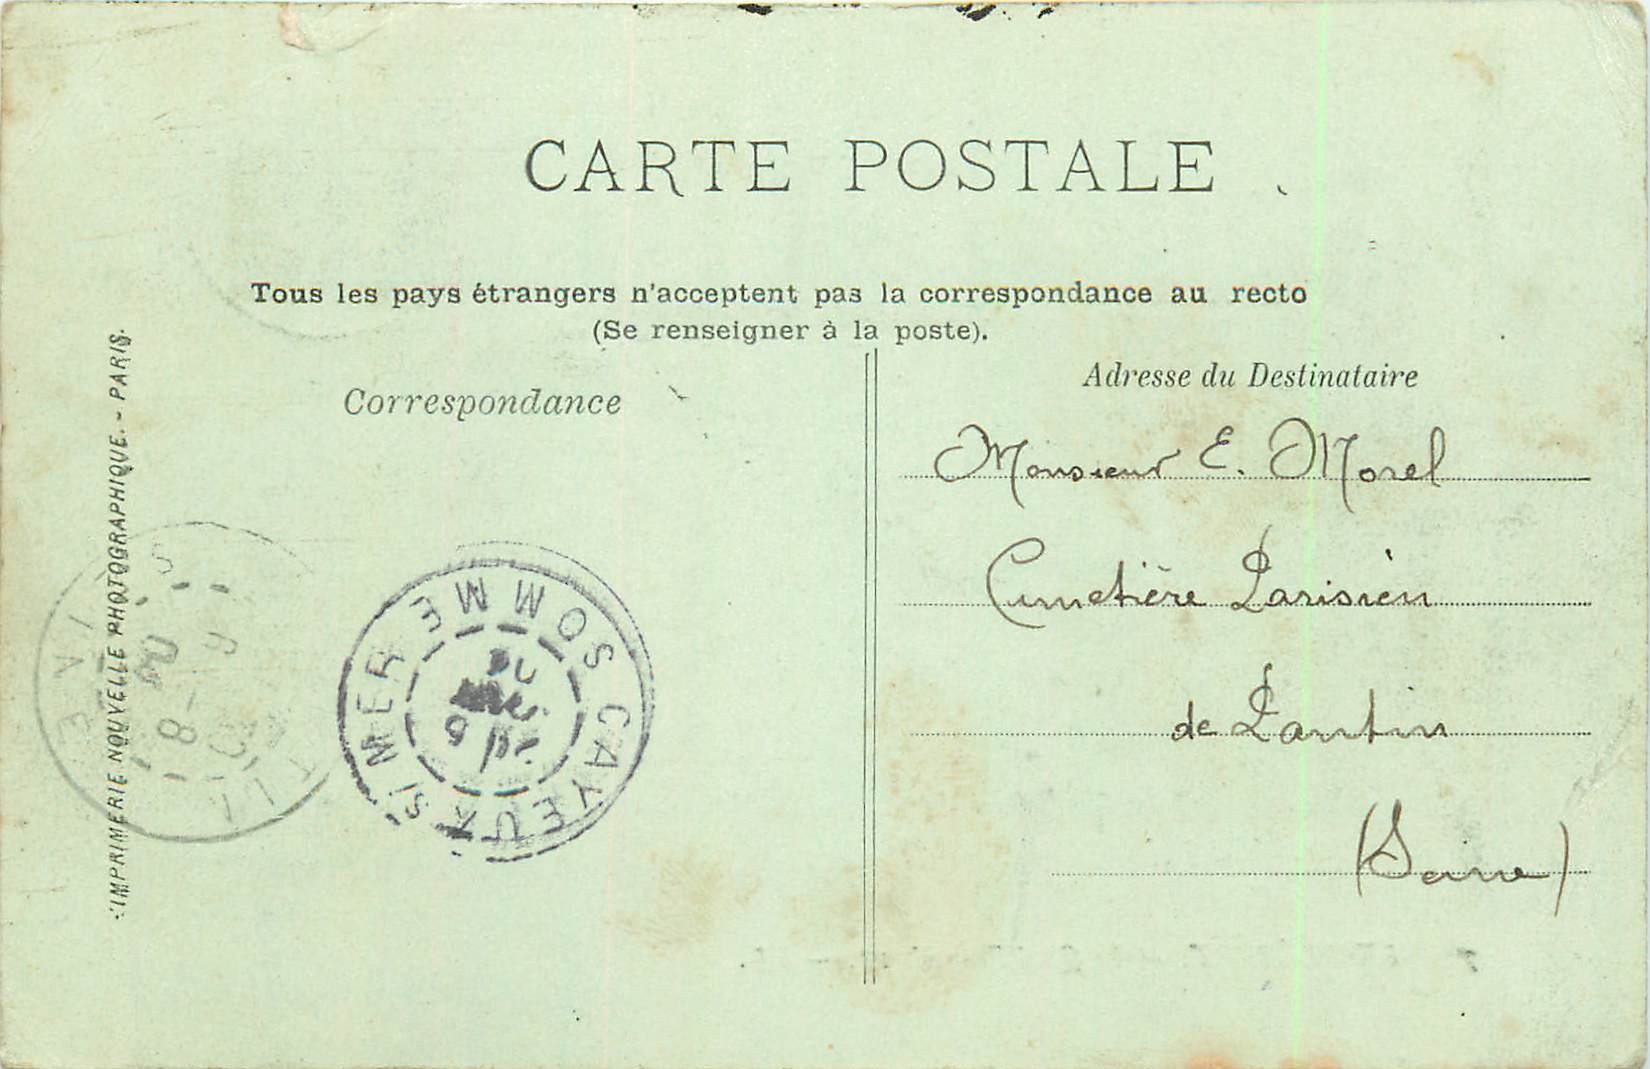 CARTE POSTALE
Tous les pays étrangers n'acceptent pas la correspondance au recto
(Se renseigner à la poste).
Correspondance
Adresse du Destinataire
Monsieur E. Morel
Cimetière Parisien
de Pantin
(Seine)
IMPRIMERIE NOUVELLE PHOTOGRAPHIQUE. - PARIS.
CAYEUX S/ MER SOMME